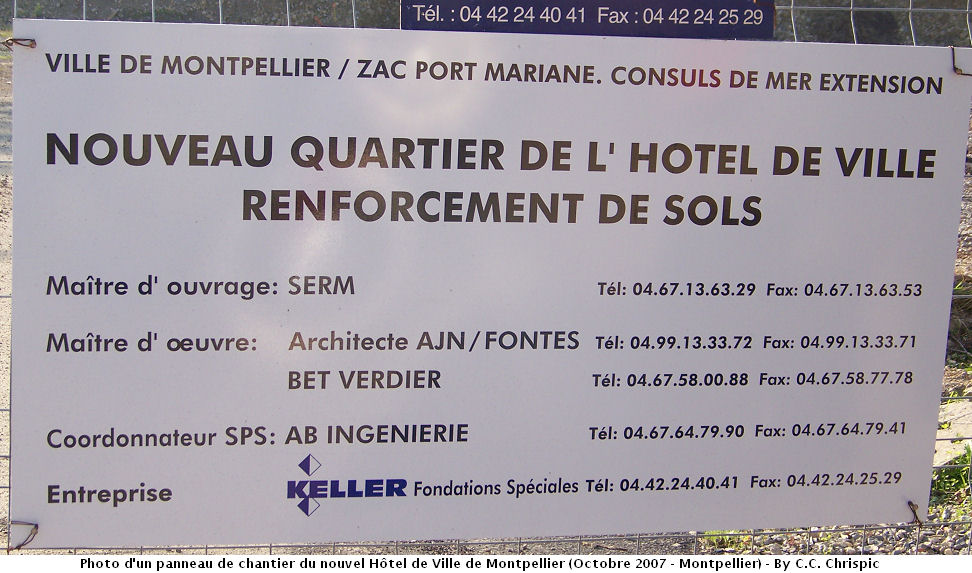 Tél. : 04 42 24 40 41 Fax : 04 42 24 25 29
VILLE DE MONTPELLIER / ZAC PORT MARIANE. CONSULS DE MER EXTENSION
NOUVEAU QUARTIER DE L' HOTEL DE VILLE
RENFORCEMENT DE SOLS
Maître d' ouvrage: SERM Tél: 04.67.13.63.29 Fax: 04.67.13.63.53
Maître d' œuvre: Architecte AJN/FONTES Tél: 04.99.13.33.72 Fax: 04.99.13.33.71
BET VERDIER Tél: 04.67.58.00.88 Fax: 04.67.58.77.78
Coordonnateur SPS: AB INGENIERIE Tél: 04.67.64.79.90 Fax: 04.67.64.79.41
Entreprise KELLER Fondations Spéciales Tél: 04.42.24.40.41 Fax: 04.42.24.25.29
Photo d'un panneau de chantier du nouvel Hôtel de Ville de Montpellier (Octobre 2007 - Montpellier) - By C.C. Chrispic